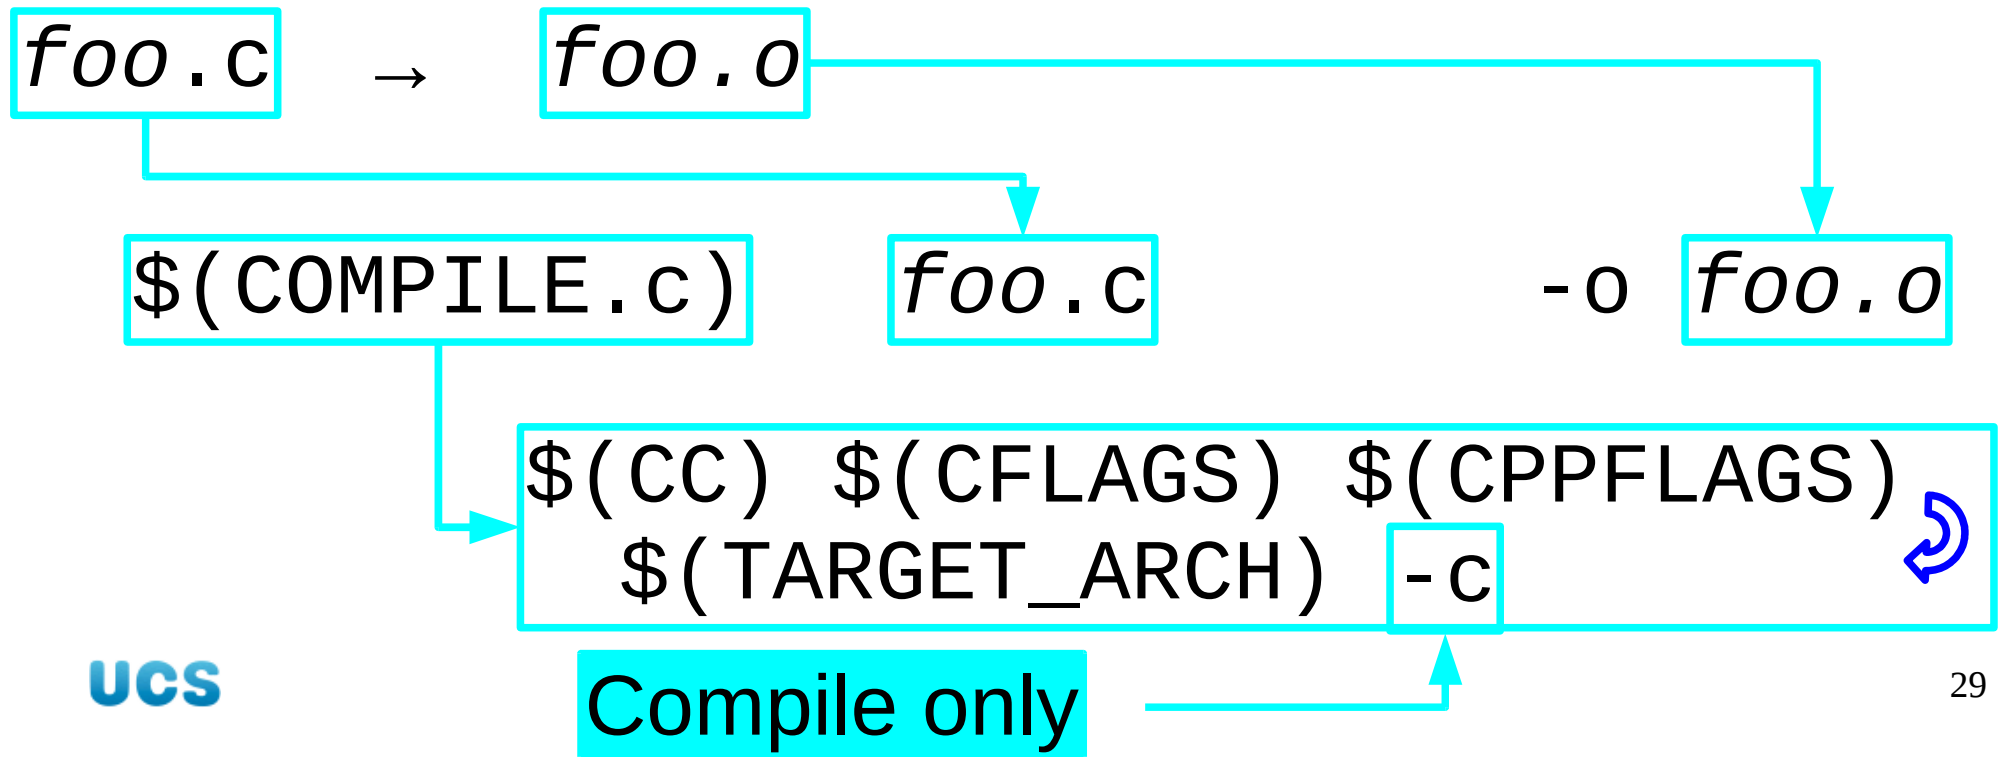 foo.c → foo.o
$(COMPILE.c) foo.c -o foo.o
$(CC) $(CFLAGS) $(CPPFLAGS)
$(TARGET_ARCH) -c
UCS
Compile only
29